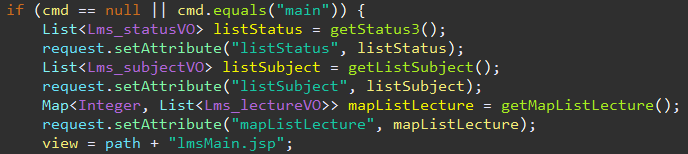 if (cmd == null || cmd.equals("main")) {
List<Lms_statusVO> listStatus = getStatus3();
request.setAttribute("listStatus", listStatus);
List<Lms_subjectVO> listSubject = getListSubject();
request.setAttribute("listSubject", listSubject);
Map<Integer, List<Lms_lectureVO>> mapListLecture = getMapListLecture();
request.setAttribute("mapListLecture", mapListLecture);
view = path + "lmsMain.jsp";